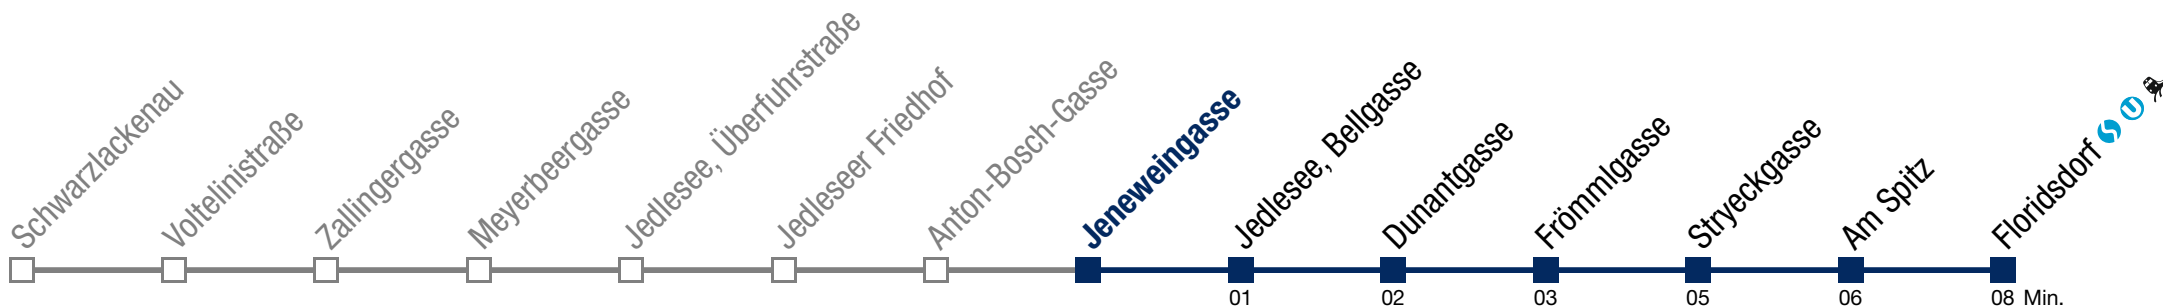 Schwarzlackenau
Voltelinistraße
Zallingergasse
Meyerbeergasse
Jedlesee, Überfuhrstraße
Jedleseer Friedhof
Anton-Bosch-Gasse
Jeneweingasse
Jedlesee, Bellgasse
Dunantgasse
Frömmlgasse
Stryeckgasse
Am Spitz
Floridsdorf S U
01 02 03 05 06 08 Min.